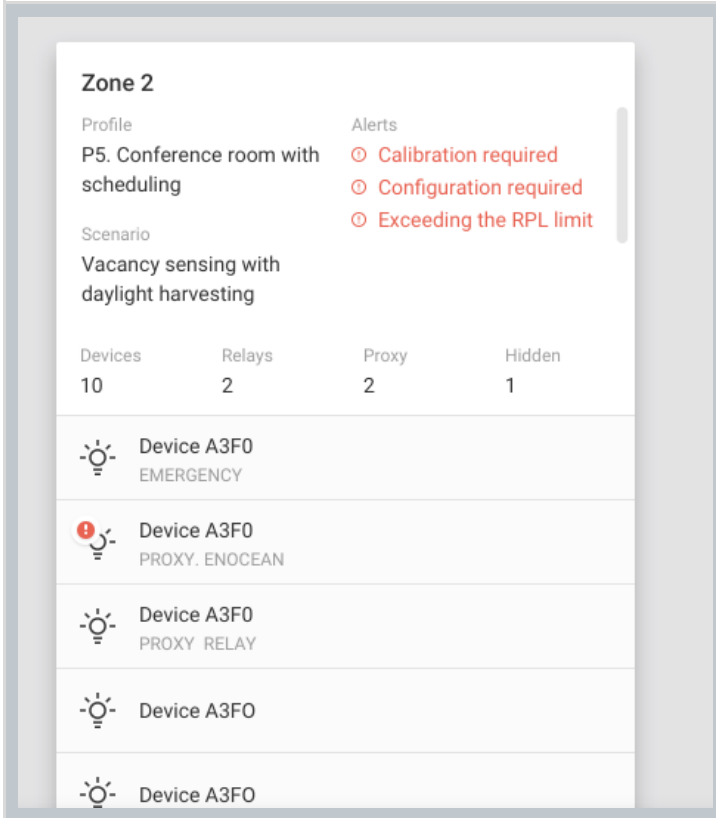 Zone 2
Profile
P5. Conference room with
scheduling
Scenario
Vacancy sensing with
daylight harvesting
Alerts
Calibration required
Configuration required
Exceeding the RPL limit
Devices Relays Proxy Hidden
10 2 2 1
Device A3F0
EMERGENCY
Device A3F0
PROXY. ENOCEAN
Device A3F0
PROXY RELAY
Device A3FO
Device A3FO